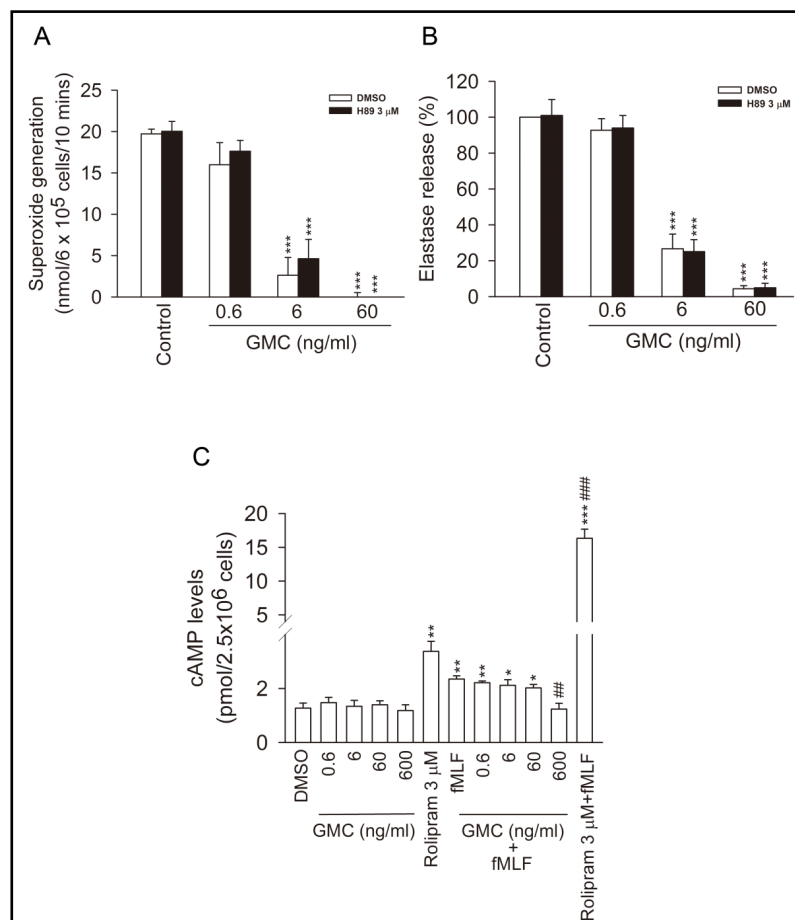 A
Superoxide generation
(nmol/6 x 10⁵ cells/10 mins)
25
20
15
10
5
0
DMSO
H89 3 μM
***
***
***
***
Control
0.6
6
60
GMC (ng/ml)
B
Elastase release (%)
120
100
80
60
40
20
0
DMSO
H89 3 μM
***
***
***
***
Control
0.6
6
60
GMC (ng/ml)
C
cAMP levels
(pmol/2.5x10⁶ cells)
20
15
10
5
2
0
**
**
**
*
*
##
*** ###
DMSO
0.6
6
60
600
GMC (ng/ml)
Rolipram 3 μM
fMLF
0.6
6
60
600
GMC (ng/ml)
+
fMLF
Rolipram 3 μM+fMLF